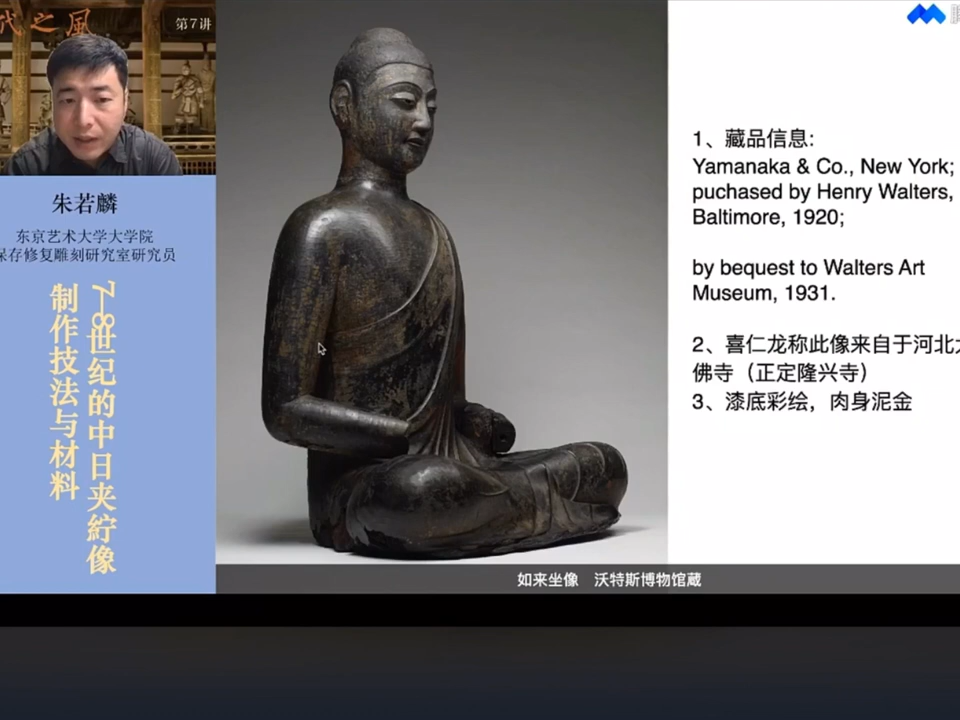 代之風
第7讲
朱若麟
东京艺术大学大学院
保存修复雕刻研究室研究员
7—8世纪的中日夹紵像
制作技法与材料
1、藏品信息:
Yamanaka & Co., New York;
puchased by Henry Walters,
Baltimore, 1920;
by bequest to Walters Art
Museum, 1931.
2、喜仁龙称此像来自于河北大
佛寺（正定隆兴寺）
3、漆底彩绘，肉身泥金
如来坐像 沃特斯博物馆藏